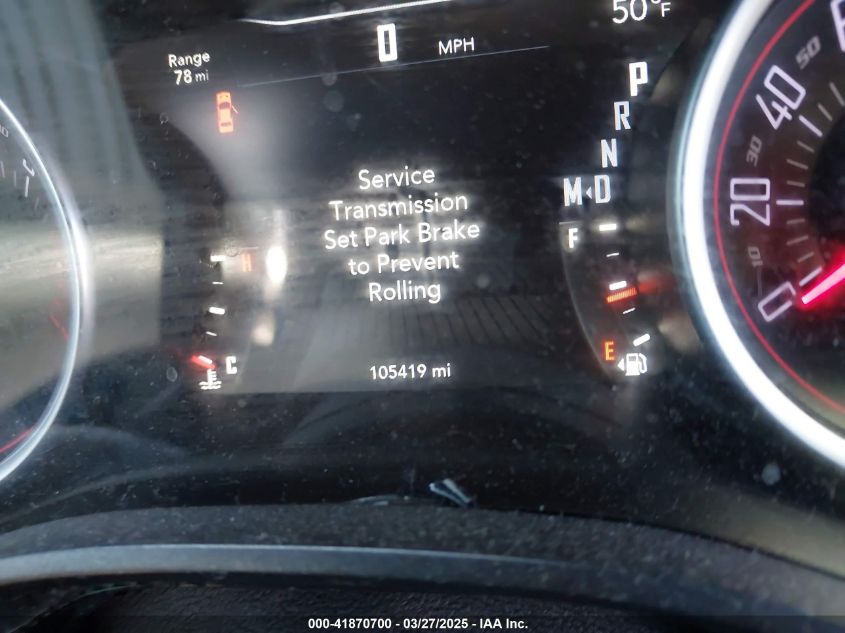 50°F
0 MPH
Range
78 mi
P
R
N
M D
Service
Transmission
Set Park Brake
to Prevent
Rolling
H
C
F
E
105419 mi
50
40
30
20
10
0
000-41870700 - 03/27/2025 - IAA Inc.